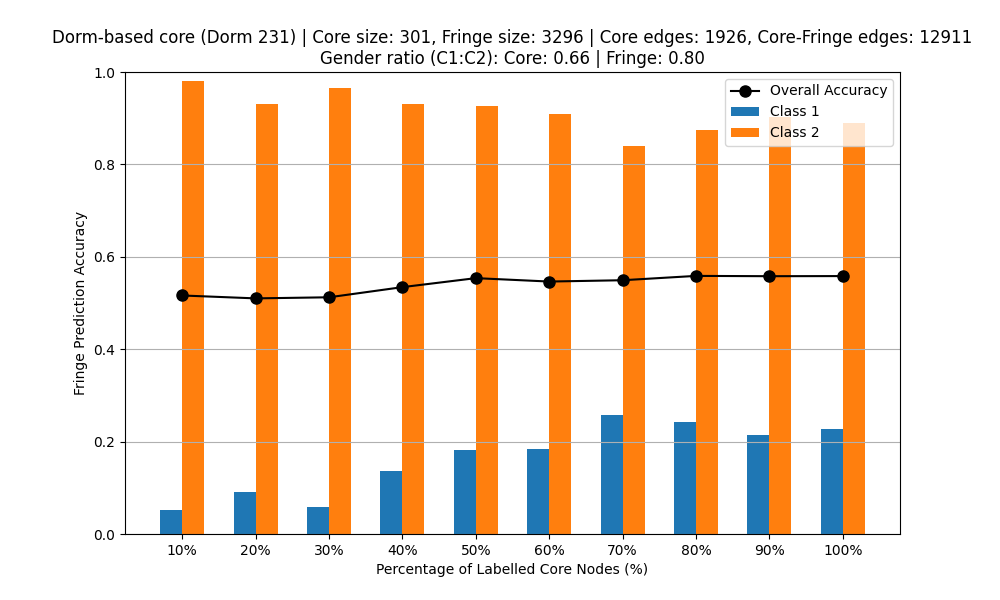 Dorm-based core (Dorm 231) | Core size: 301, Fringe size: 3296 | Core edges: 1926, Core-Fringe edges: 12911
Gender ratio (C1:C2): Core: 0.66 | Fringe: 0.80
Overall Accuracy
Class 1
Class 2
Fringe Prediction Accuracy
1.0
0.8
0.6
0.4
0.2
0.0
10% 20% 30% 40% 50% 60% 70% 80% 90% 100%
Percentage of Labelled Core Nodes (%)